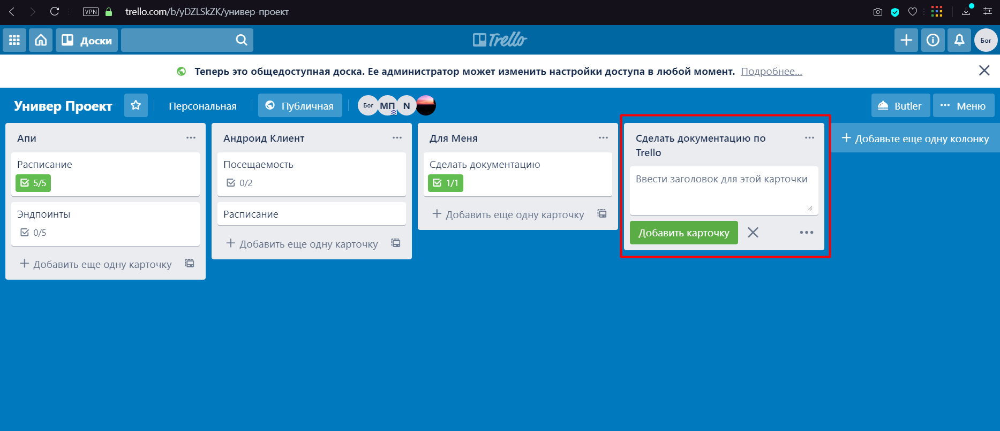 VPN
trello.com/b/yDZLSkZK/универ-проект
Доски
Trello
Бог
Теперь это общедоступная доска. Ее администратор может изменить настройки доступа в любой момент. Подробнее...
Универ Проект
Персональная
Публичная
Бог
МП
N
Butler
Меню
Апи
Расписание
5/5
Эндпоинты
0/5
Добавить еще одну карточку
Андроид Клиент
Посещаемость
0/2
Расписание
Добавить еще одну карточку
Для Меня
Сделать документацию
1/1
Добавить еще одну карточку
Сделать документацию по
Trello
Ввести заголовок для этой карточки
Добавить карточку
Добавьте еще одну колонку